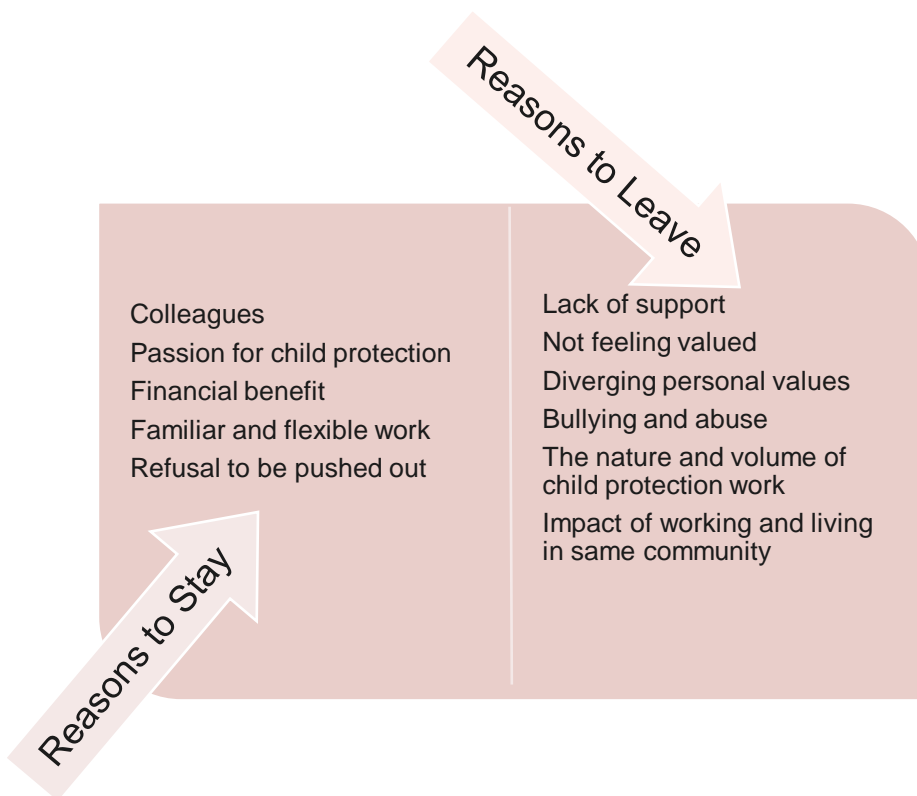 Reasons to Leave
Colleagues
Passion for child protection
Financial benefit
Familiar and flexible work
Refusal to be pushed out
Reasons to Stay
Lack of support
Not feeling valued
Diverging personal values
Bullying and abuse
The nature and volume of
child protection work
Impact of working and living
in same community